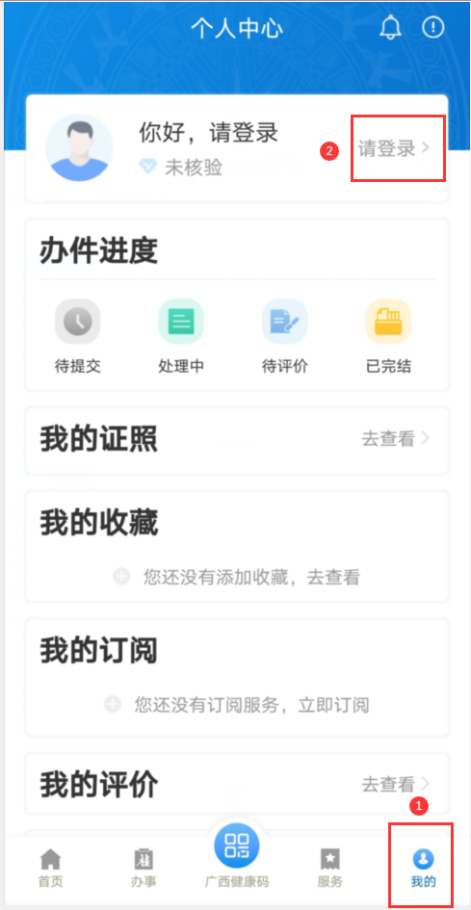 个人中心
你好，请登录
未核验
2
请登录 >
办件进度
待提交 处理中 待评价 已完结
我的证照
去查看 >
我的收藏
您还没有添加收藏，去查看
我的订阅
您还没有订阅服务，立即订阅
我的评价
去查看 >
1
首页 办事 广西健康码 服务 我的